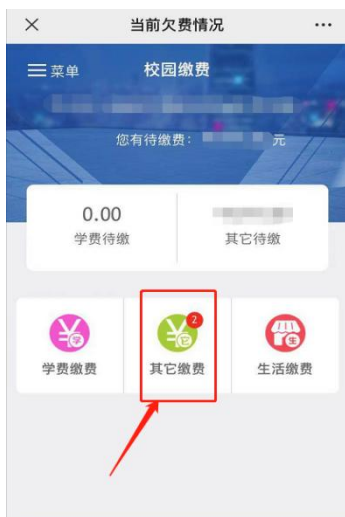 当前欠费情况
菜单 校园缴费
您有待缴费： 元
0.00
学费待缴 其它待缴
学
2
它
生
学费缴费 其它缴费 生活缴费